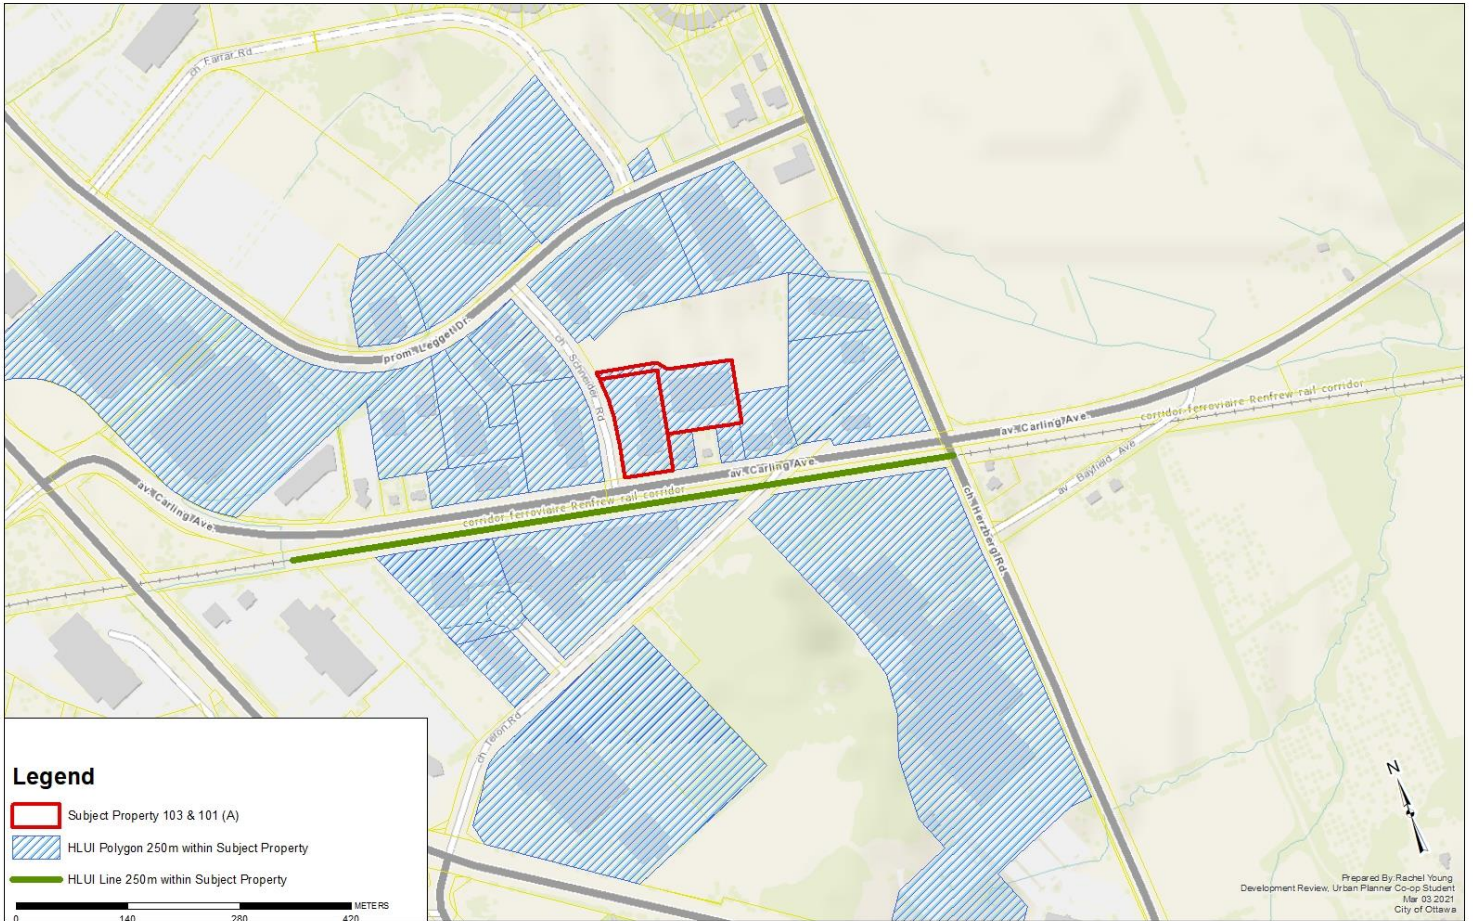 ch Farrar Rd
prom. Legget Dr.
ch Schneider Rd
av. Carling Ave.
corridor ferroviaire Renfrew rail corridor
av. Carling Ave.
av. Carling Ave.
corridor ferroviaire Renfrew rail corridor
av. Bayfield Ave
ch Herzberg Rd.
ch Teron Rd
N
Legend
Subject Property 103 & 101 (A)
HLUI Polygon 250m within Subject Property
HLUI Line 250m within Subject Property
METERS
0 140 280 420
Prepared By:Rachel Young
Development Review, Urban Planner Co-op Student
Mar 03 2021
City of Ottawa